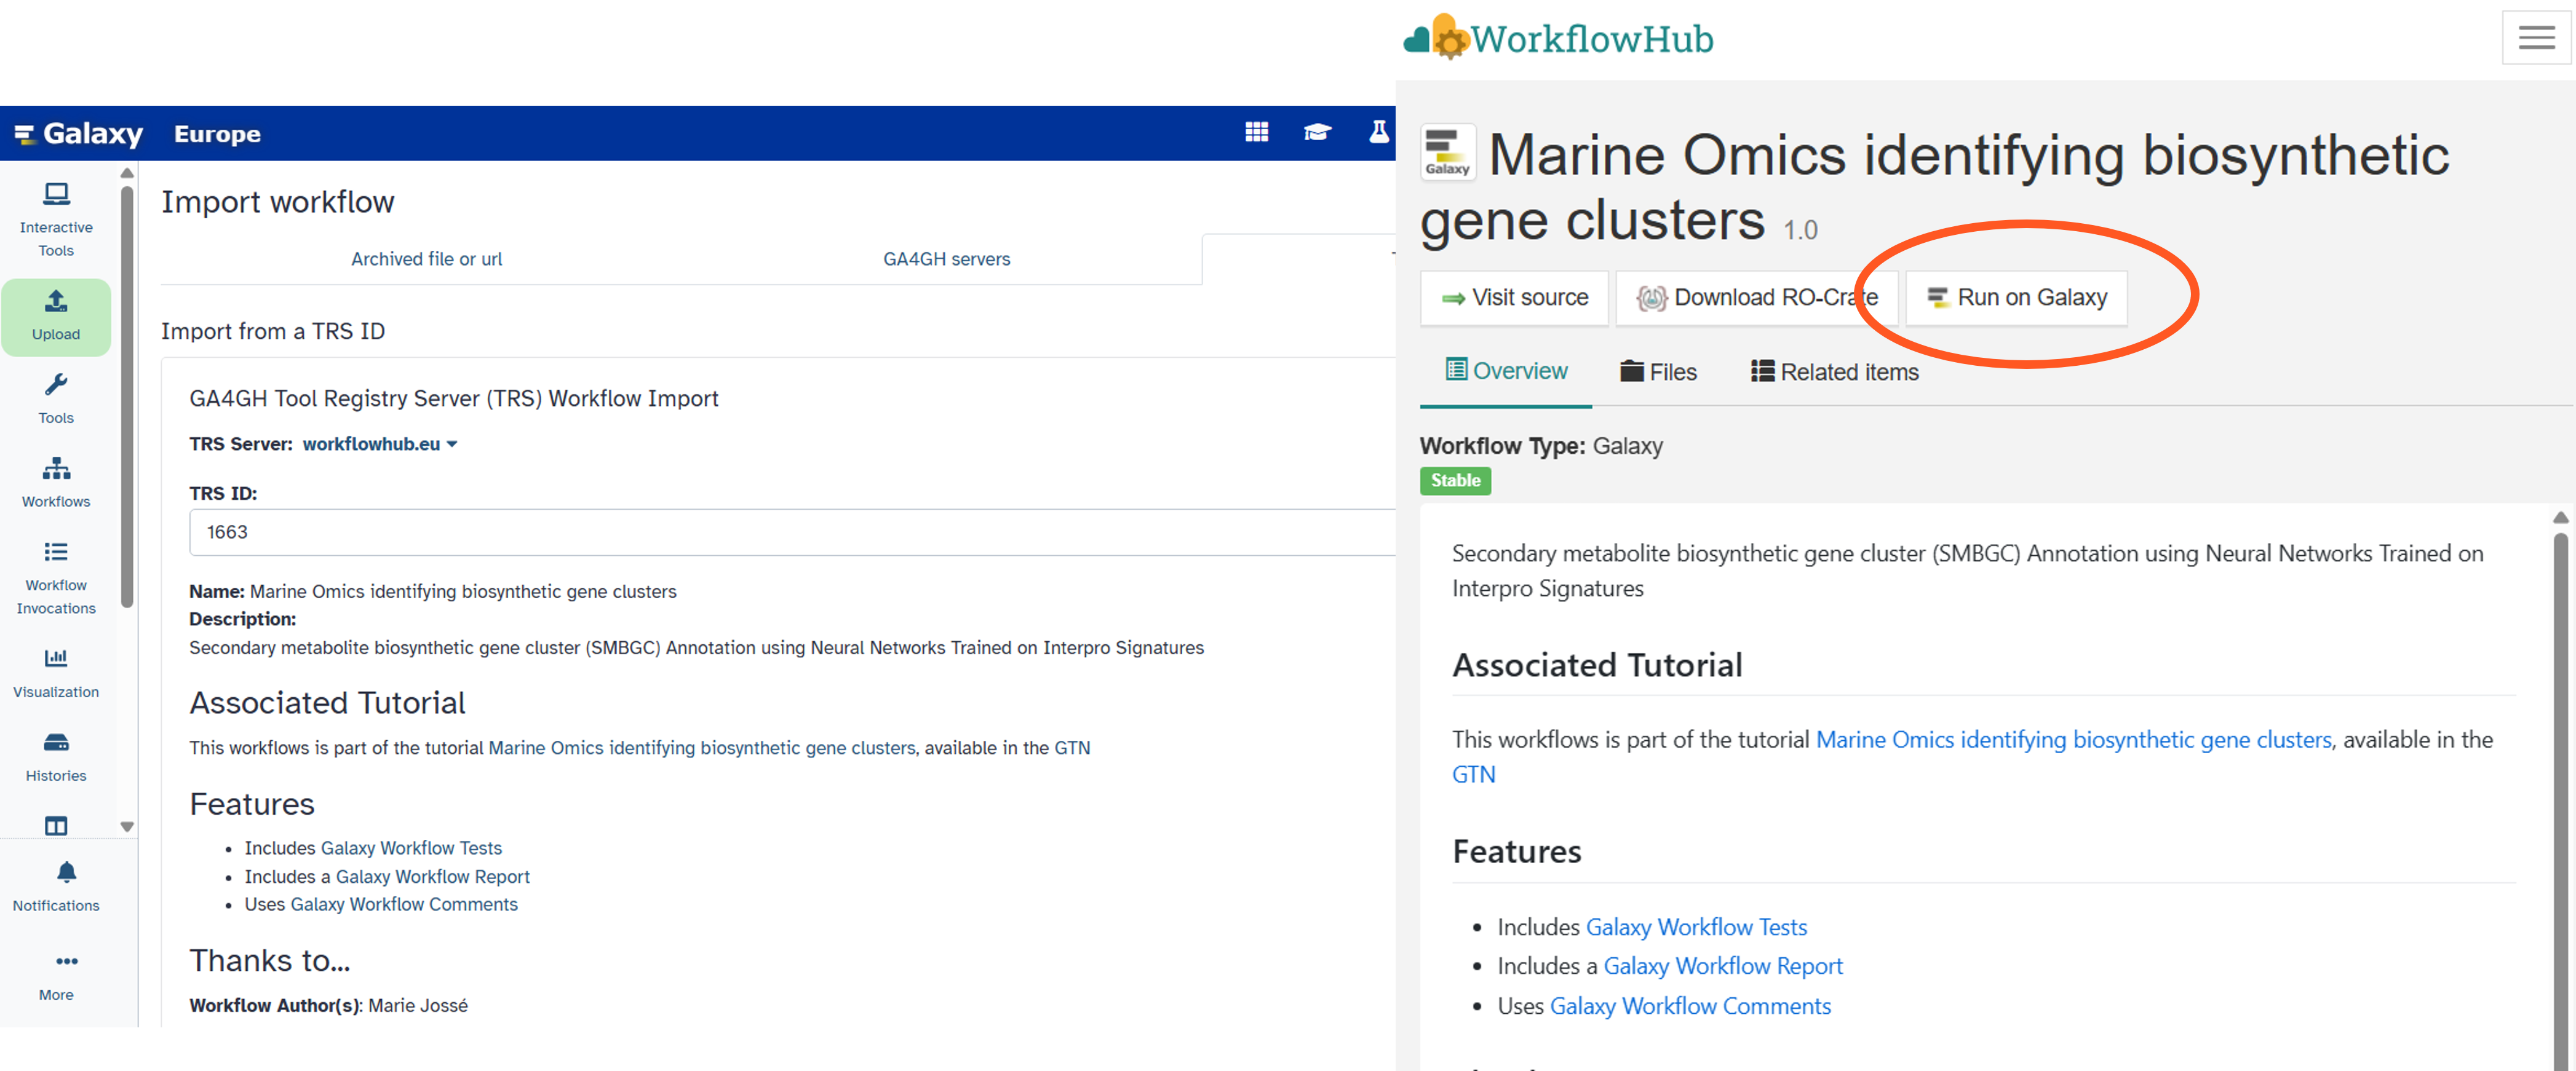 Galaxy Europe
Interactive
Tools
Upload
Tools
Workflows
Workflow
Invocations
Visualization
Histories
Notifications
More
Import workflow
Archived file or url
GA4GH servers
Import from a TRS ID
GA4GH Tool Registry Server (TRS) Workflow Import
TRS Server: workflowhub.eu
TRS ID:
1663
Name: Marine Omics identifying biosynthetic gene clusters
Description:
Secondary metabolite biosynthetic gene cluster (SMBGC) Annotation using Neural Networks Trained on Interpro Signatures
Associated Tutorial
This workflows is part of the tutorial Marine Omics identifying biosynthetic gene clusters, available in the GTN
Features
• Includes Galaxy Workflow Tests
• Includes a Galaxy Workflow Report
• Uses Galaxy Workflow Comments
Thanks to...
Workflow Author(s): Marie Jossé
WorkflowHub
Galaxy
Marine Omics identifying biosynthetic
gene clusters 1.0
Visit source
Download RO-Crate
Run on Galaxy
Overview
Files
Related items
Workflow Type: Galaxy
Stable
Secondary metabolite biosynthetic gene cluster (SMBGC) Annotation using Neural Networks Trained on
Interpro Signatures
Associated Tutorial
This workflows is part of the tutorial Marine Omics identifying biosynthetic gene clusters, available in the
GTN
Features
• Includes Galaxy Workflow Tests
• Includes a Galaxy Workflow Report
• Uses Galaxy Workflow Comments